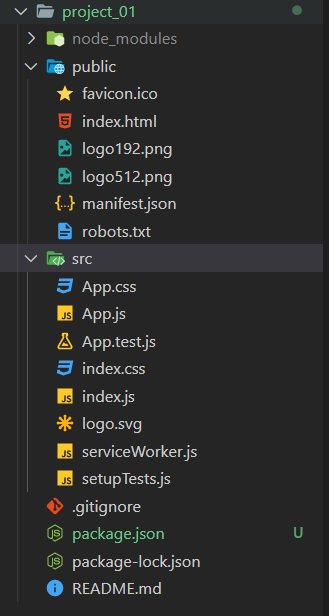 project_01
node_modules
public
favicon.ico
index.html
logo192.png
logo512.png
manifest.json
robots.txt
src
App.css
App.js
App.test.js
index.css
index.js
logo.svg
serviceWorker.js
setupTests.js
.gitignore
package.json U
package-lock.json
README.md